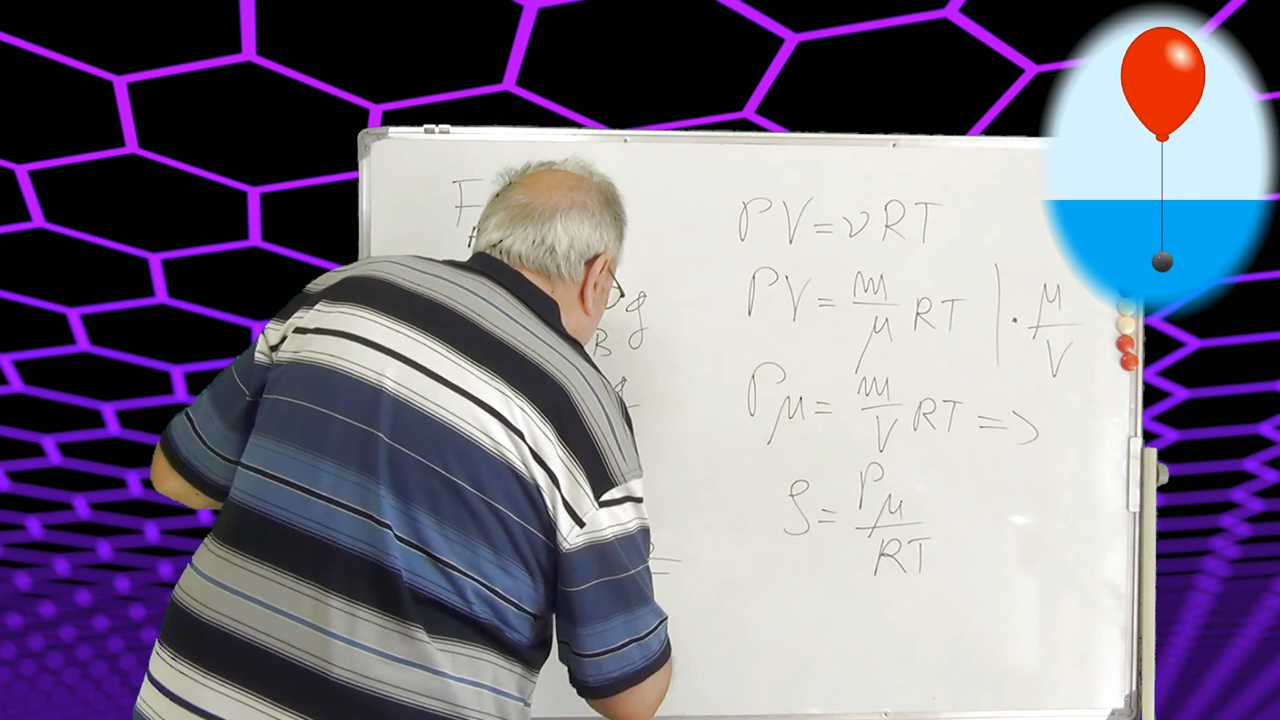 F
g
B
PV = νRT
PV = m/μ RT | · μ/V
Pμ = m/V RT =>
ρ = Pμ/RT